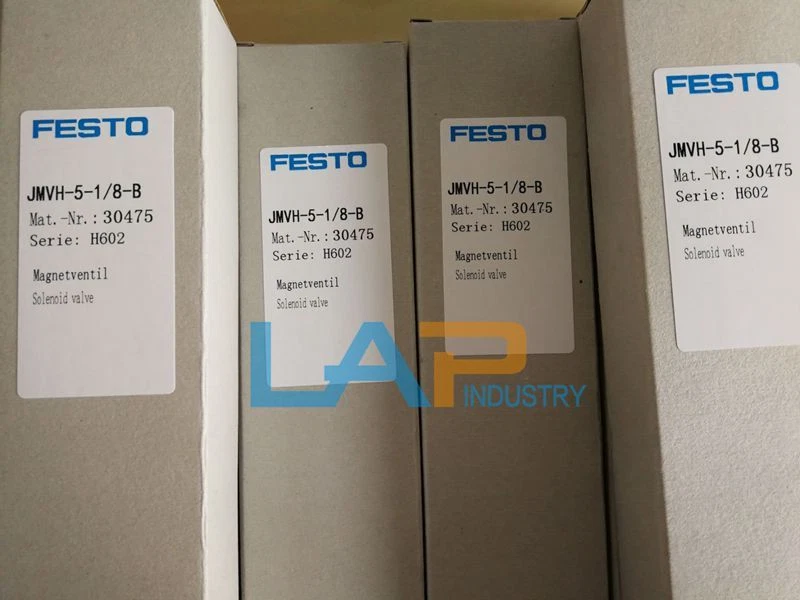 FESTO
JMVH-5-1/8-B
Mat.-Nr.: 30475
Serie: H602
Magnetventil
Solenoid valve
FESTO
JMVH-5-1/8-B
Mat.-Nr.: 30475
Serie: H602
Magnetventil
Solenoid valve
FESTO
JMVH-5-1/8-B
Mat.-Nr.: 30475
Serie: H602
Magnetventil
Solenoid valve
FESTO
JMVH-5-1/8-B
Mat.-Nr.: 30475
Serie: H602
Magnetventil
Solenoid valve
LAP
INDUSTRY